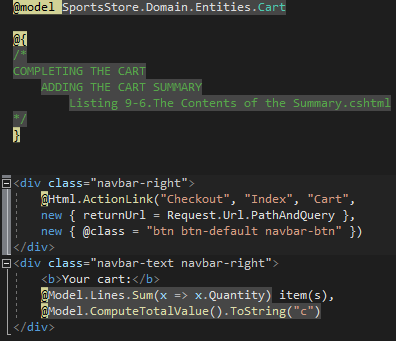 @model SportsStore.Domain.Entities.Cart
@{
/*
COMPLETING THE CART
ADDING THE CART SUMMARY
Listing 9-6.The Contents of the Summary.cshtml
*/
}
<div class="navbar-right">
@Html.ActionLink("Checkout", "Index", "Cart",
new { returnUrl = Request.Url.PathAndQuery },
new { @class = "btn btn-default navbar-btn" })
</div>
<div class="navbar-text navbar-right">
<b>Your cart:</b>
@Model.Lines.Sum(x => x.Quantity) item(s),
@Model.ComputeTotalValue().ToString("c")
</div>